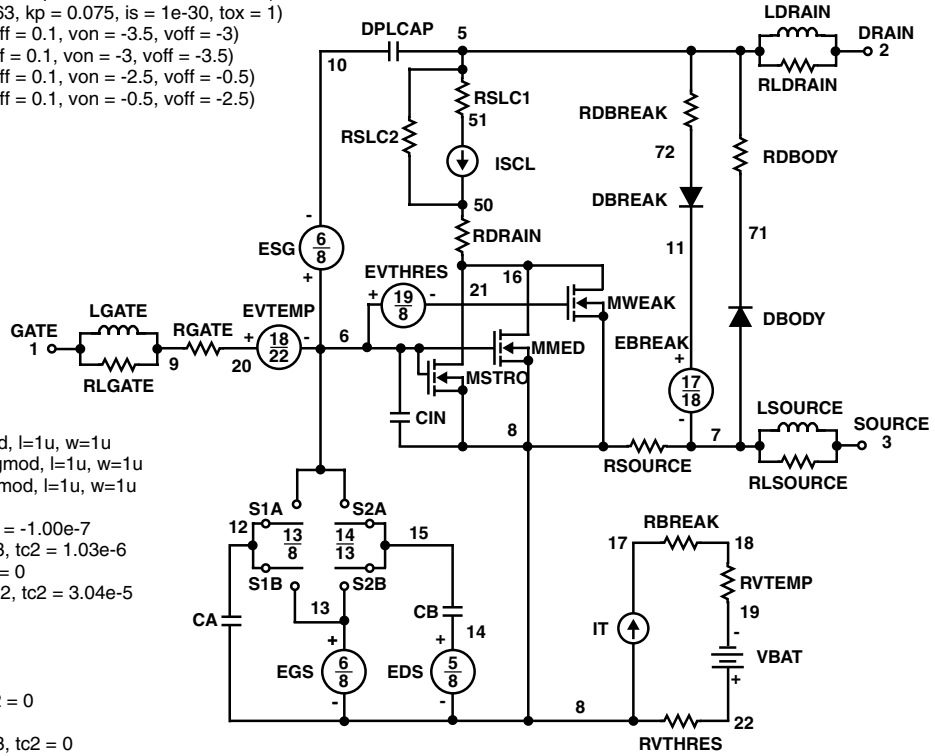 63, kp = 0.075, is = 1e-30, tox = 1)
ff = 0.1, von = -3.5, voff = -3)
f = 0.1, von = -3, voff = -3.5)
ff = 0.1, von = -2.5, voff = -0.5)
ff = 0.1, von = -0.5, voff = -2.5)
DPLCAP
10
5
RSLC1
51
RSLC2
ISCL
50
RDRAIN
LDRAIN
DRAIN
2
RLDRAIN
RDBREAK
72
RDBODY
DBREAK
11
71
-
ESG
6
8
+
EVTHRES
+
19
8
-
16
21
MWEAK
LGATE
GATE
1
RLGATE
9
RGATE
20
EVTEMP
+
18
22
-
6
MMED
MSTRO
CIN
8
EBREAK
+
17
18
-
DBODY
7
RSOURCE
LSOURCE
SOURCE
3
RLSOURCE
d, l=1u, w=1u
gmod, l=1u, w=1u
mod, l=1u, w=1u
= -1.00e-7
3, tc2 = 1.03e-6
= 0
2, tc2 = 3.04e-5
S1A
S2A
12
13
8
14
13
15
S1B
S2B
13
CA
CB
14
+
EGS
6
8
-
+
EDS
5
8
-
8
17
RBREAK
18
RVTEMP
19
IT
-
VBAT
+
22
RVTHRES
2 = 0
3, tc2 = 0